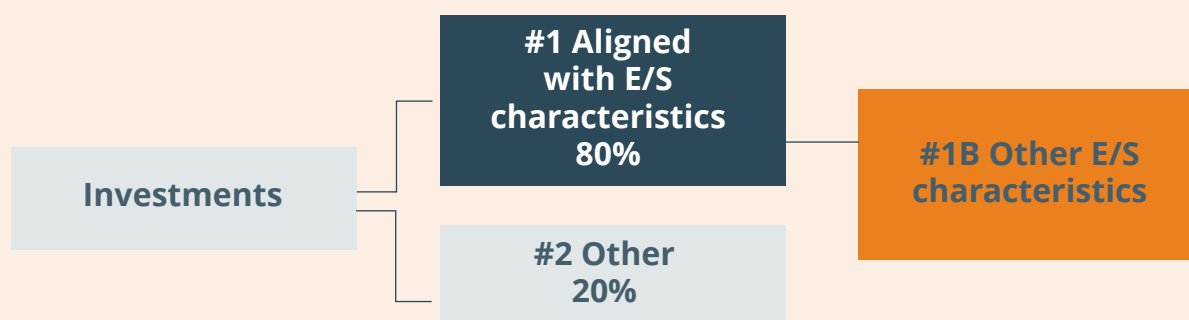 #1 Aligned
with E/S
characteristics
80%
#1B Other E/S
characteristics
Investments
#2 Other
20%